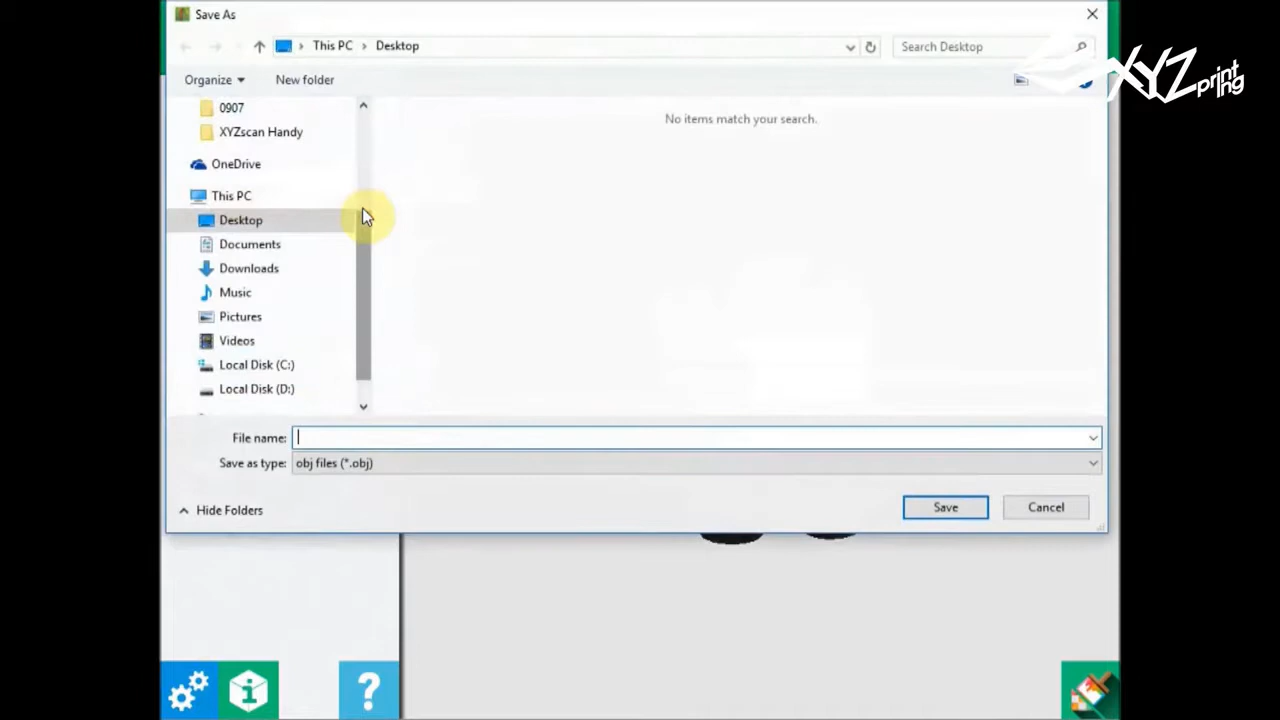 Save As
This PC
Desktop
Search Desktop
XYZprinting
Organize
New folder
0907
No items match your search.
XYZscan Handy
OneDrive
This PC
Desktop
Documents
Downloads
Music
Pictures
Videos
Local Disk (C:)
Local Disk (D:)
File name:
Save as type:
obj files (*.obj)
Hide Folders
Save
Cancel
i
?